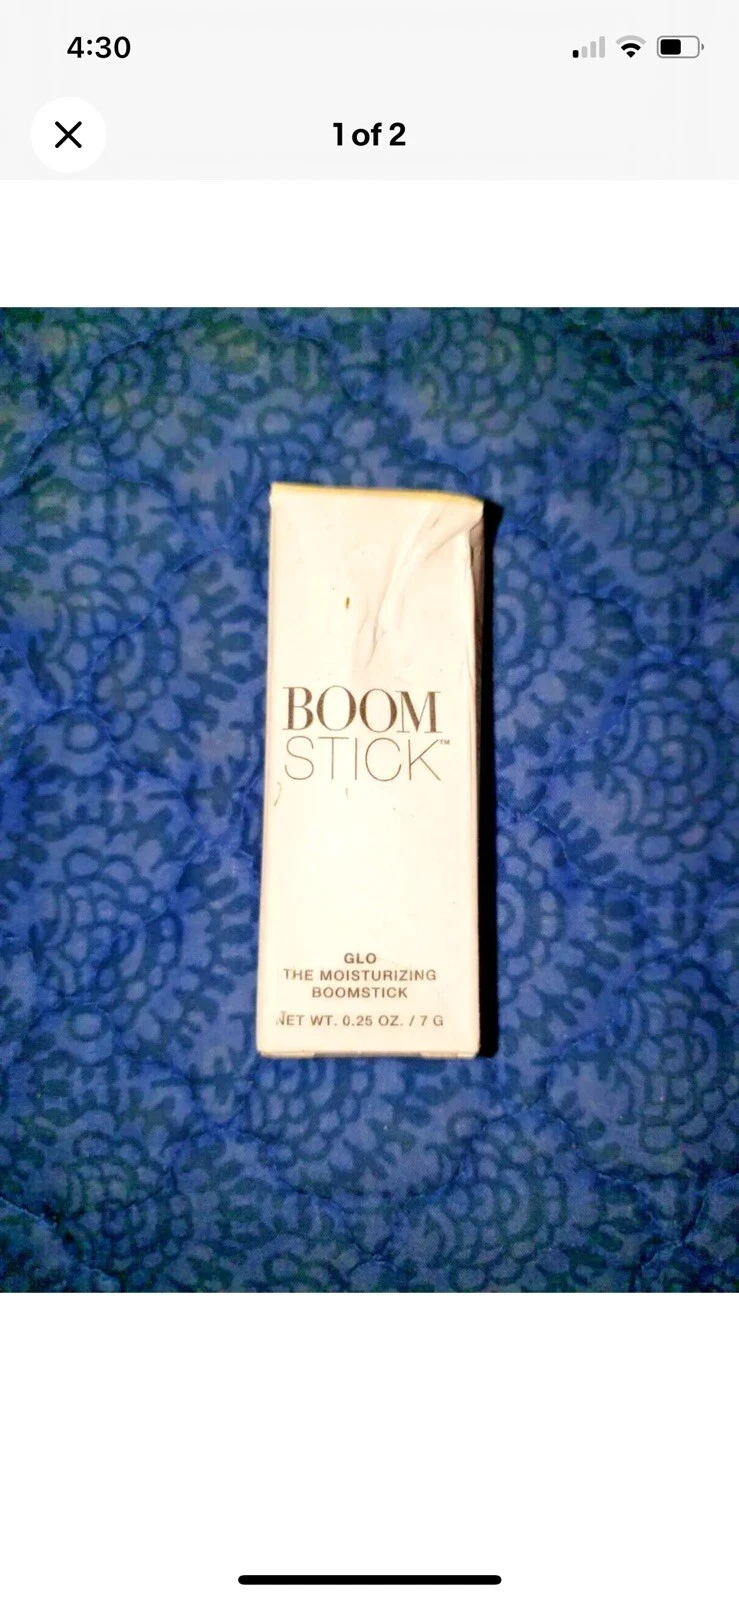 4:30
1 of 2
BOOM
STICK™
GLO
THE MOISTURIZING
BOOMSTICK
NET WT. 0.25 OZ. / 7 G